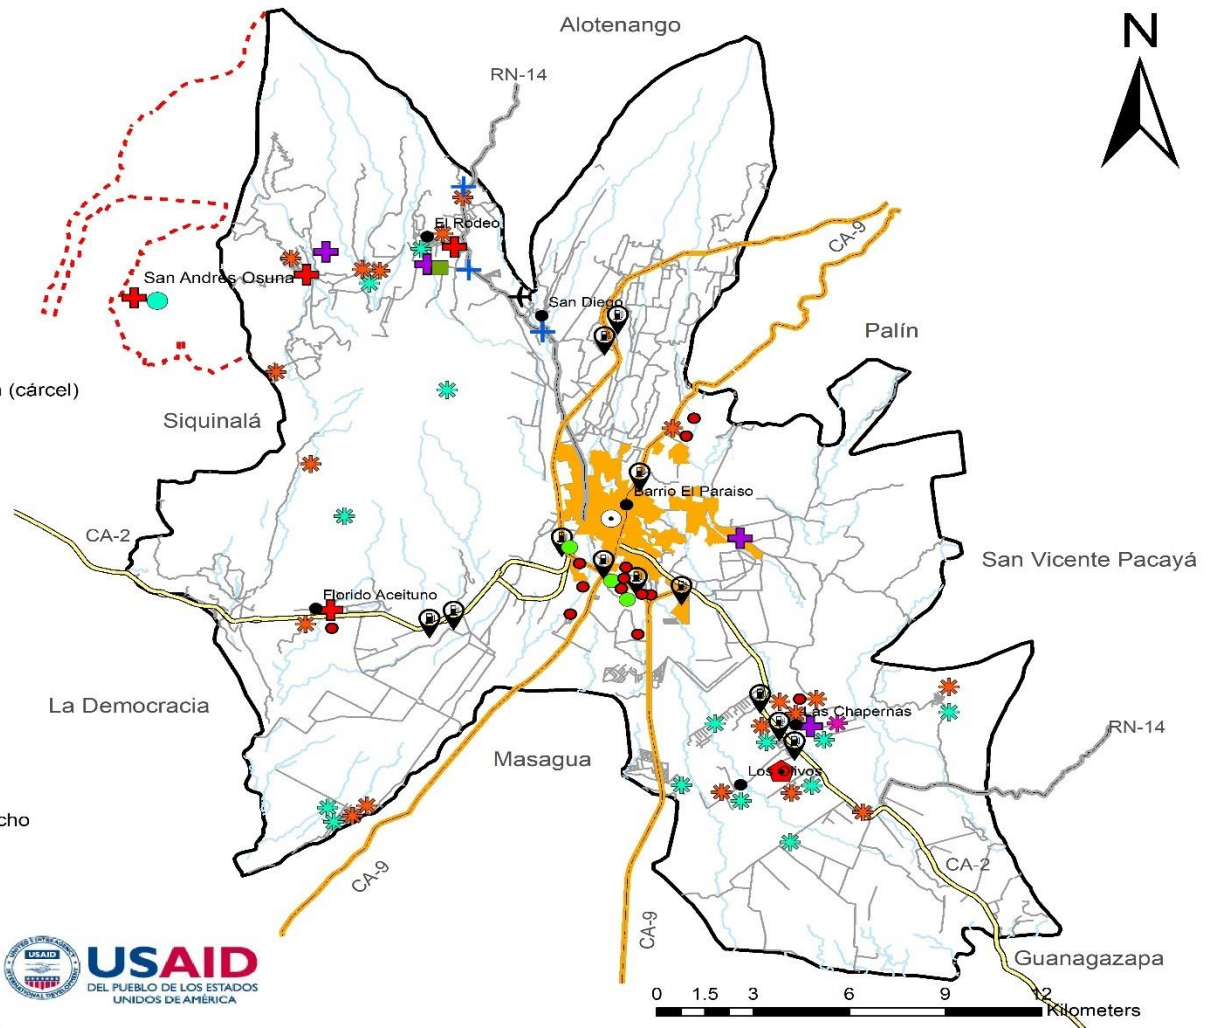 Alotenango
N
RN-14
CA-9
El Rodeo
San Andrés Osuna
San Diego
Palín
(cárcel)
Siquinalá
Barrio El Paraiso
CA-2
San Vicente Pacayá
Florido Aceituno
La Democracia
Las Chapernas
RN-14
Masagua
Los Olivos
cho
CA-9
CA-2
CA-9
Guanagazapa
USAID
USAID
DEL PUEBLO DE LOS ESTADOS
UNIDOS DE AMÉRICA
0 1.5 3 6 9 12
Kilometers